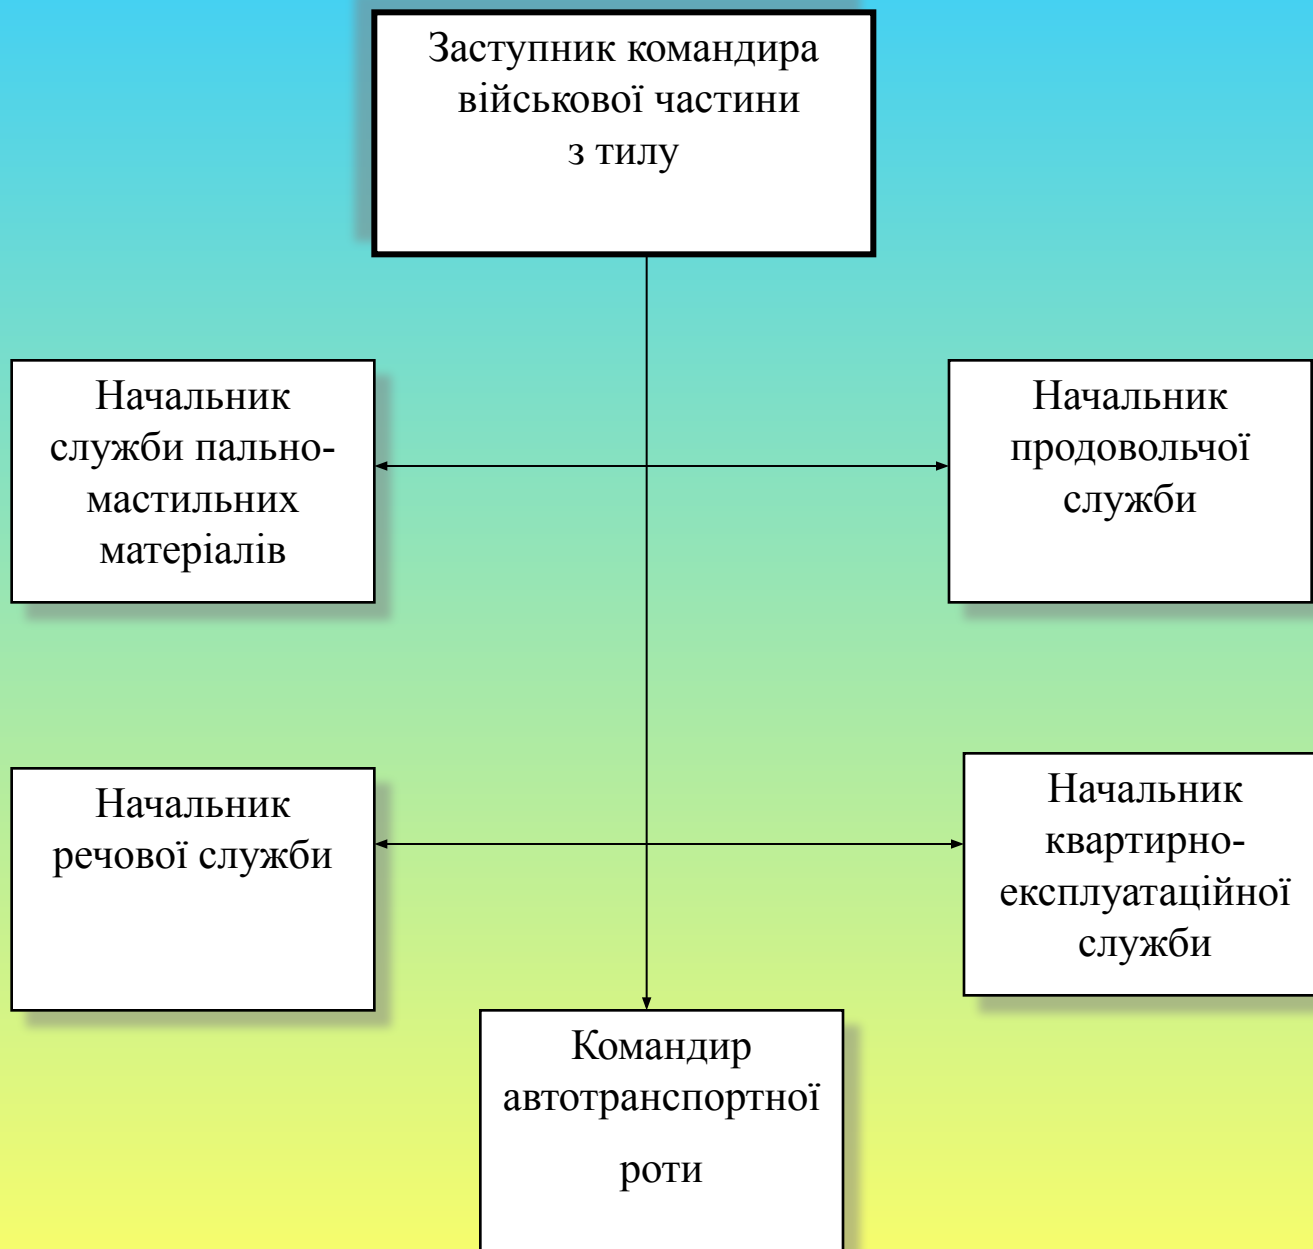 Заступник командира
військової частини
з тилу
Начальник
служби пально-
мастильних
матеріалів
Начальник
продовольчої
служби
Начальник
речової служби
Начальник
квартирно-
експлуатаційної
служби
Командир
автотранспортної
роти